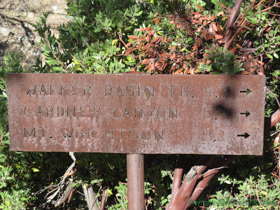 WALKER BASIN TR.
GARDNER CANYON
MT. WRIGHTSON